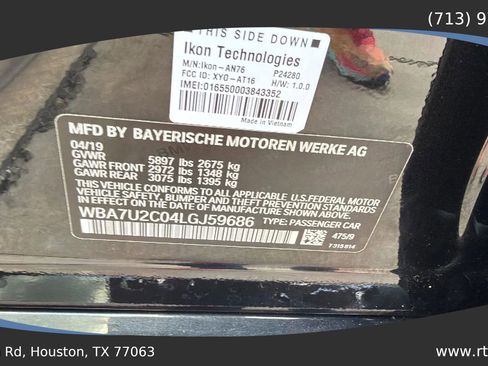 (713) 9
THIS SIDE DOWN
Ikon Technologies
M/N:Ikon-AN76 P24280
FCC ID: XYO-AT16 H/W: 1.0.0
IMEI:016550003843352
Made in Vietnam
MFD BY BAYERISCHE MOTOREN WERKE AG
04/19
GVWR 5897 lbs 2675 kg
GAWR FRONT 2972 lbs 1348 kg
GAWR REAR 3075 lbs 1395 kg
THIS CONFORMS TO ALL APPLICABLE U.S.FEDERAL MOTOR
VEHICLE SAFETY, BUMPER AND THEFT PREVENTION STANDARDS
IN EFFECT ON THE DATE OF MANUFACTURE SHOWN ABOVE.
WBA7U2C04LGJ59686 TYPE: PASSENGER CAR
475/9
7315814
Rd, Houston, TX 77063
www.rt